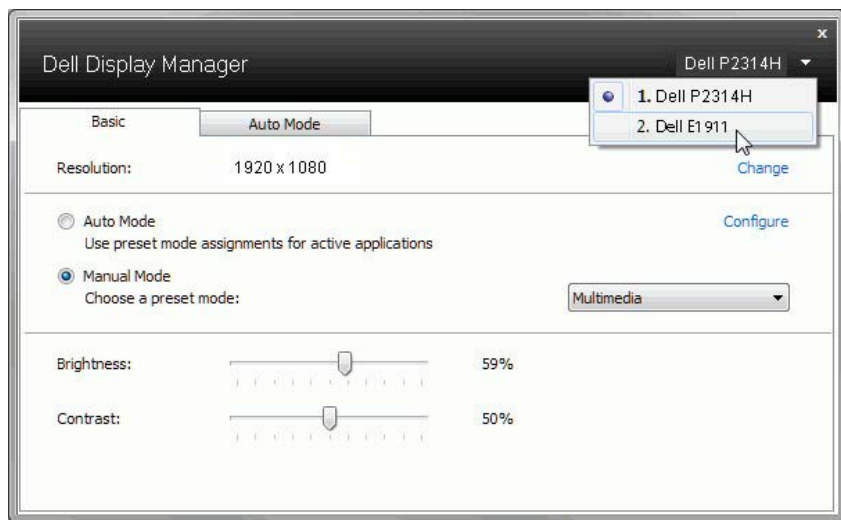 x
Dell Display Manager
Dell P2314H
1. Dell P2314H
2. Dell E1911
Basic
Auto Mode
Resolution:
1920 x 1080
Change
Auto Mode
Configure
Use preset mode assignments for active applications
Manual Mode
Choose a preset mode:
Multimedia
Brightness:
59%
Contrast:
50%